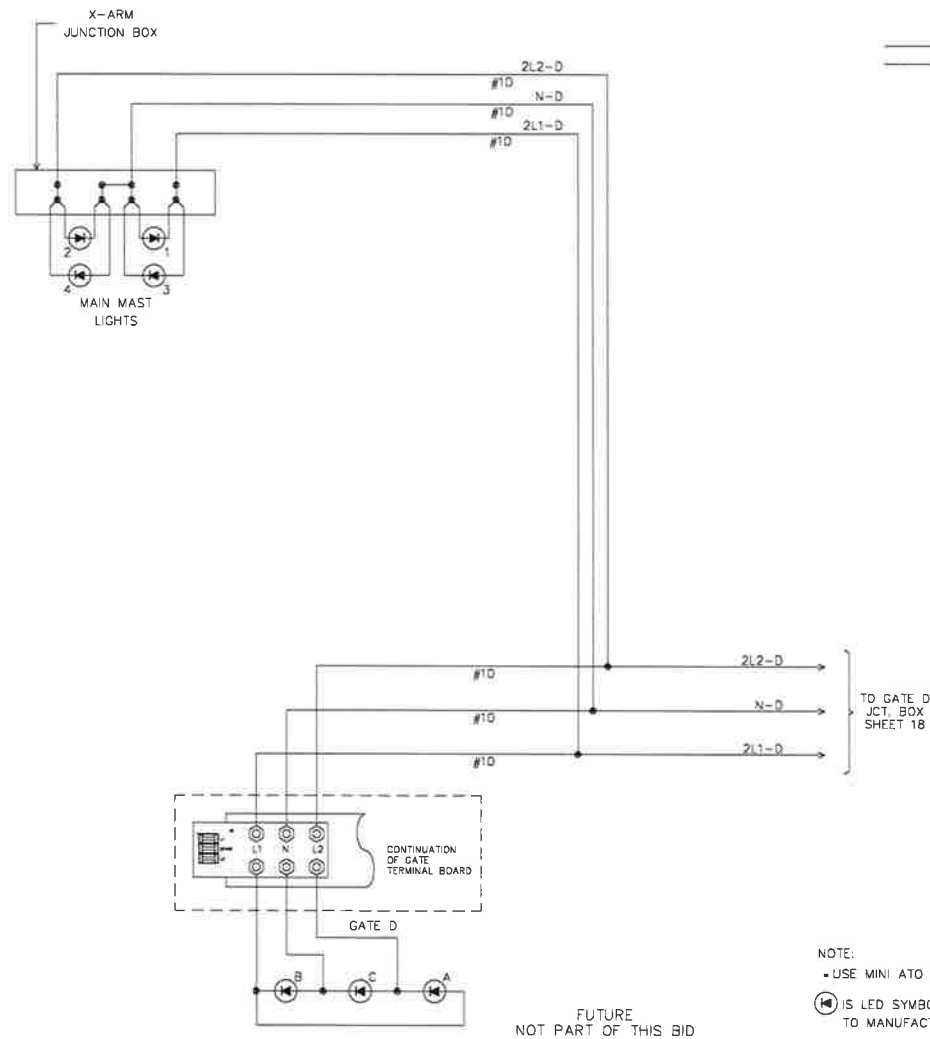 X-ARM
JUNCTION BOX
2L2-D
#10
N-D
#10
2L1-D
#10
2
1
4
3
MAIN MAST
LIGHTS
2L2-D
#10
N-D
#10
2L1-D
#10
TO GATE D
JCT. BOX
SHEET 18
L1
N
L2
CONTINUATION
OF GATE
TERMINAL BOARD
GATE D
B
C
A
NOTE:
- USE MINI ATO
IS LED SYMBO
TO MANUFACT
FUTURE
NOT PART OF THIS BID